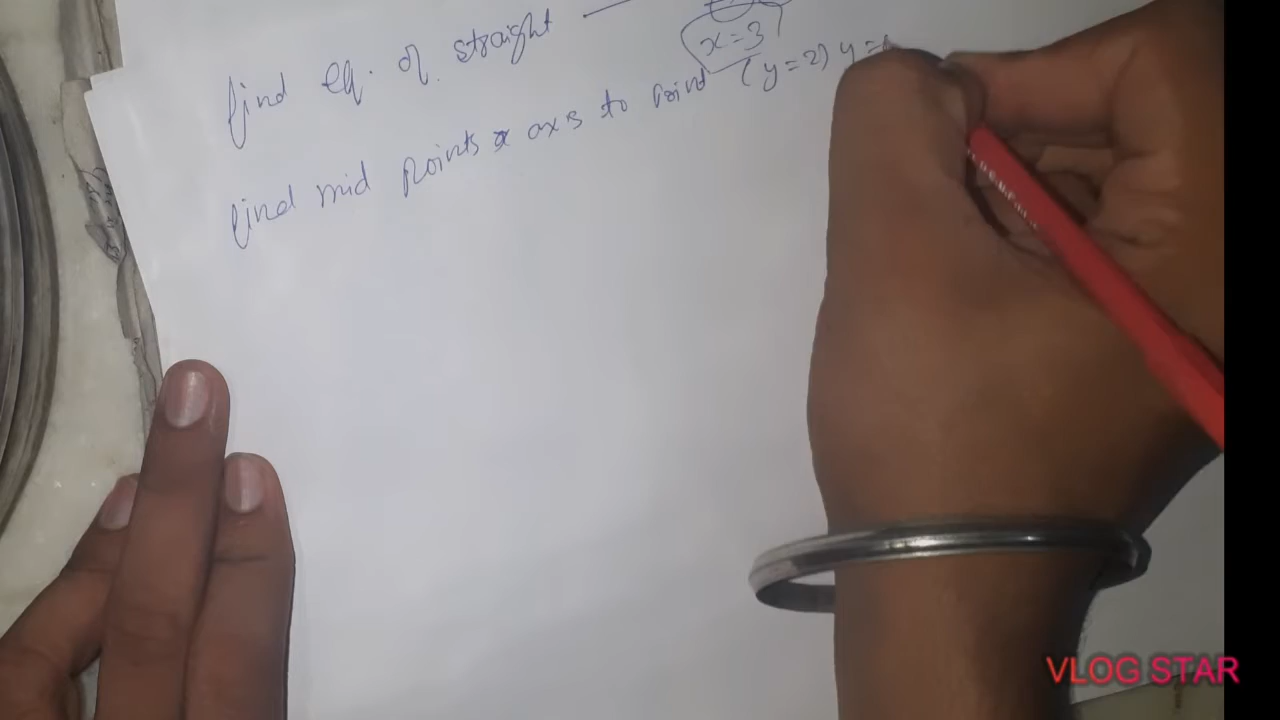 find eq. of straight
x=3
find mid points x axis to point (y=2) y=
VLOG STAR